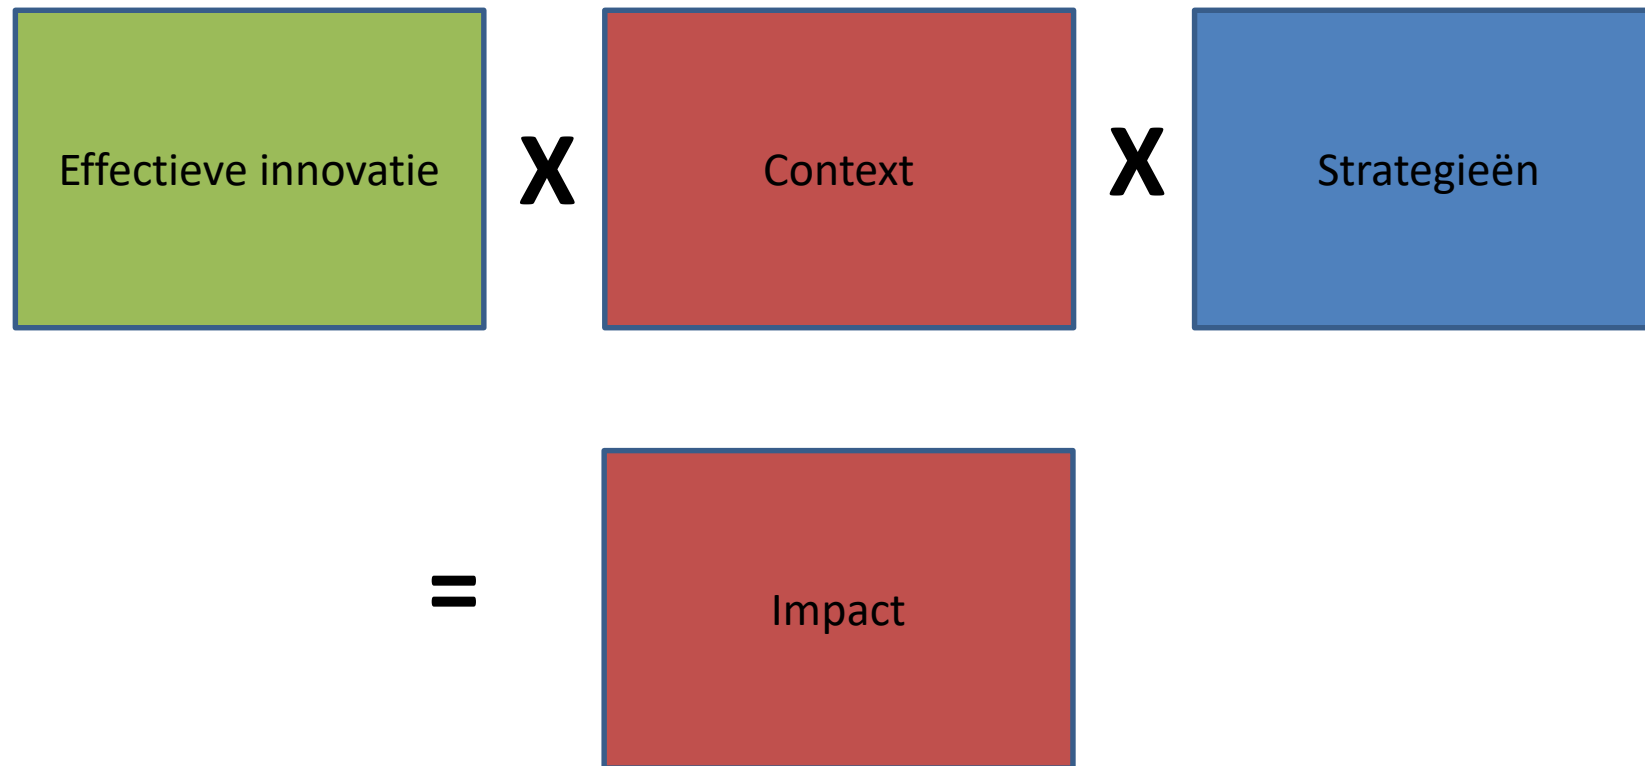 Effectieve innovatie X Context X Strategieën
= Impact